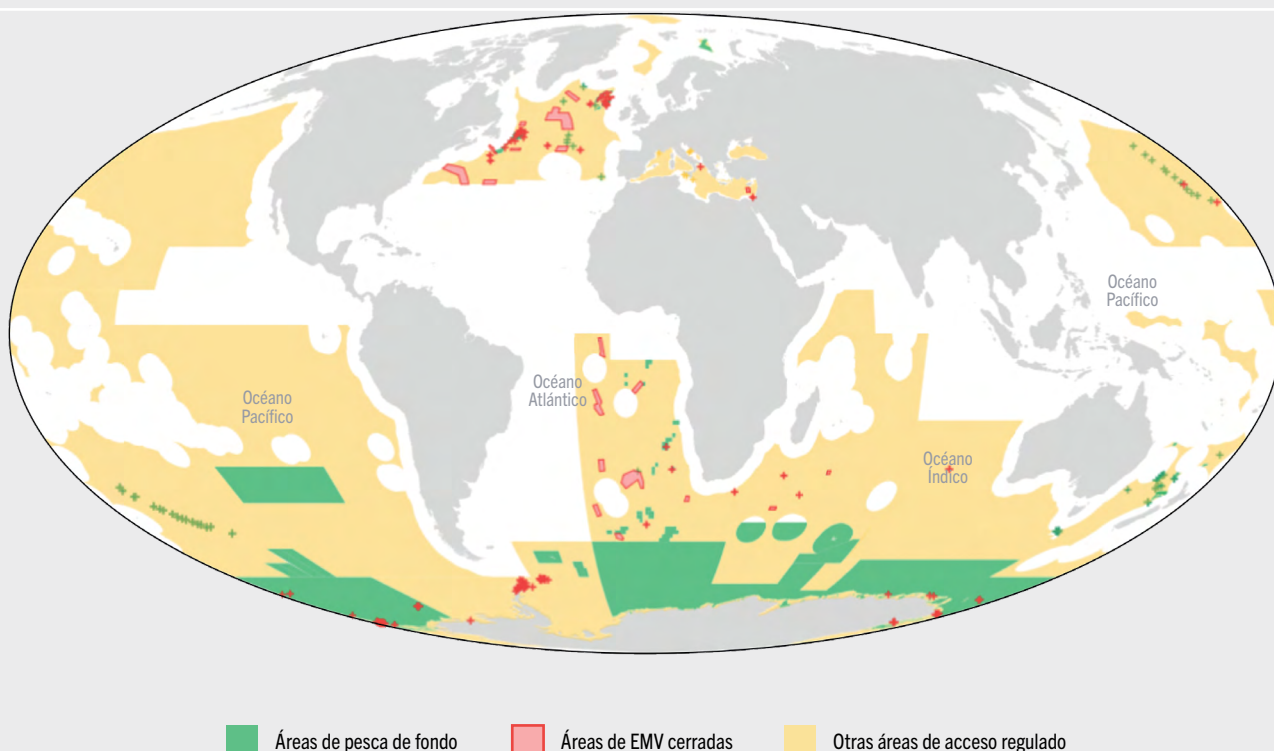 Océano
Pacífico
Océano
Atlántico
Océano
Pacífico
Océano
Índico
Áreas de pesca de fondo
Áreas de EMV cerradas
Otras áreas de acceso regulado